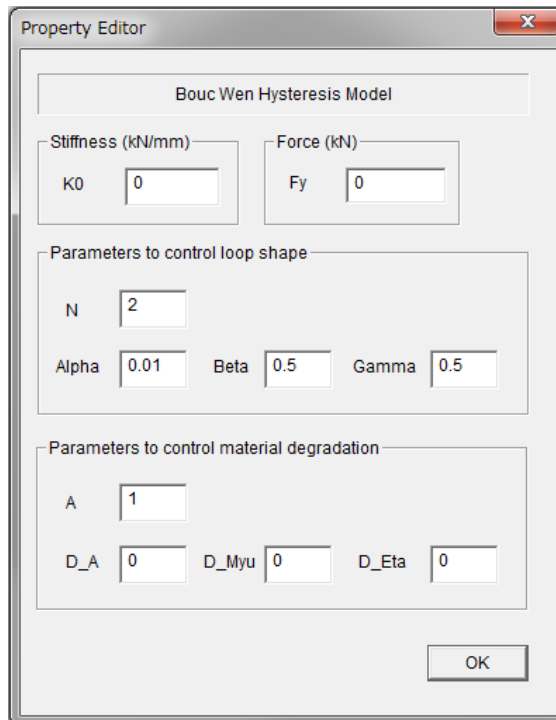 Property Editor
Bouc Wen Hysteresis Model
Stiffness (kN/mm)
Force (kN)
K0 0
Fy 0
Parameters to control loop shape
N 2
Alpha 0.01 Beta 0.5 Gamma 0.5
Parameters to control material degradation
A 1
D_A 0 D_Myu 0 D_Eta 0
OK